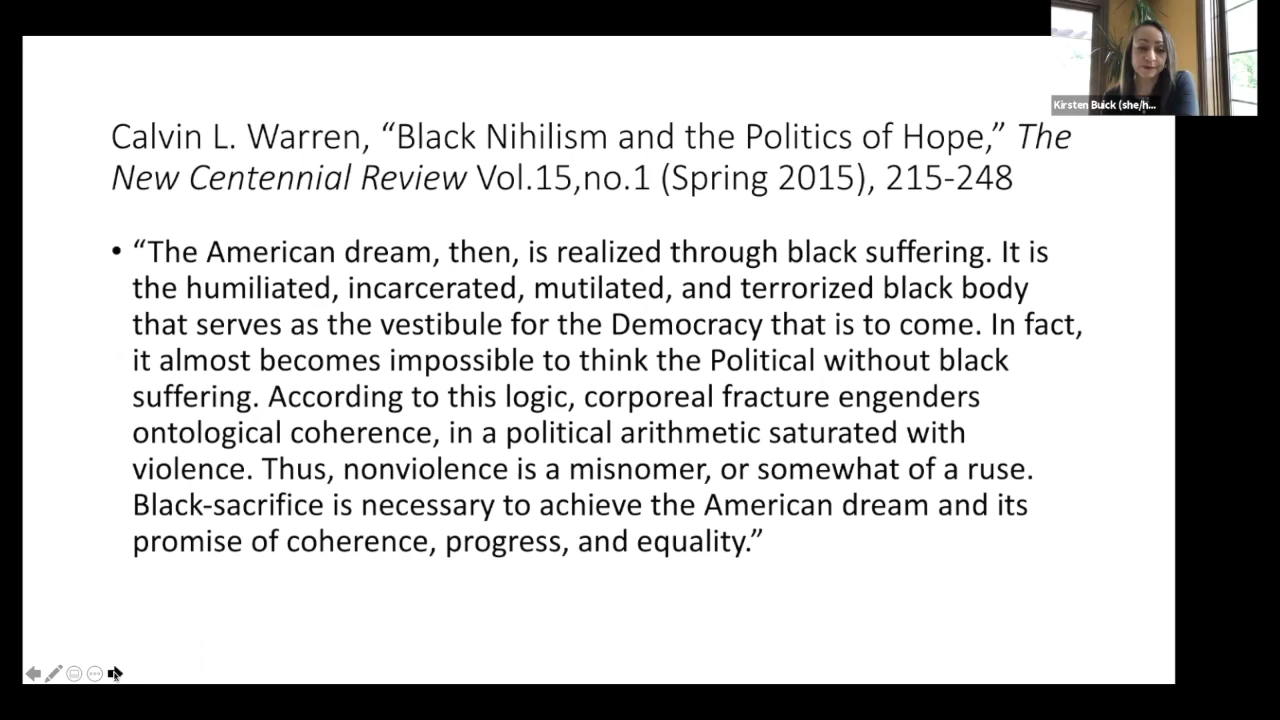 Kirsten Buick (she/h...
Calvin L. Warren, “Black Nihilism and the Politics of Hope,” The
New Centennial Review Vol.15,no.1 (Spring 2015), 215-248
• “The American dream, then, is realized through black suffering. It is
the humiliated, incarcerated, mutilated, and terrorized black body
that serves as the vestibule for the Democracy that is to come. In fact,
it almost becomes impossible to think the Political without black
suffering. According to this logic, corporeal fracture engenders
ontological coherence, in a political arithmetic saturated with
violence. Thus, nonviolence is a misnomer, or somewhat of a ruse.
Black-sacrifice is necessary to achieve the American dream and its
promise of coherence, progress, and equality.”